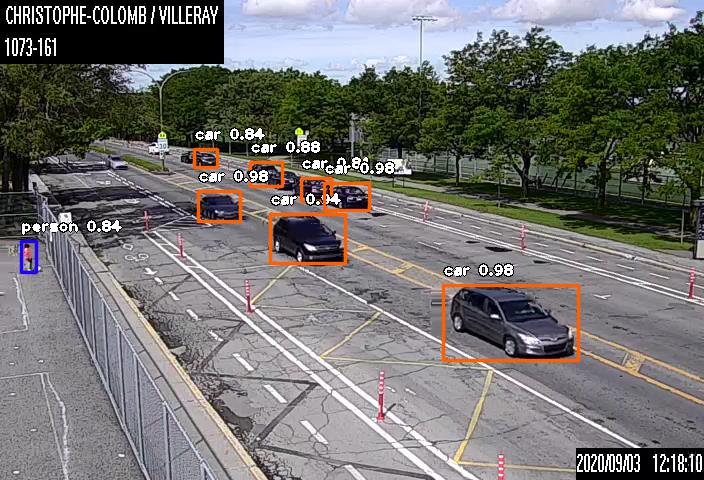 CHRISTOPHE-COLOMB / VILLERAY
1073-161
car 0.84
car 0.88
car 0.98
car 0.98
car 0.94
person 0.84
car 0.98
2020/09/03 12:18:10